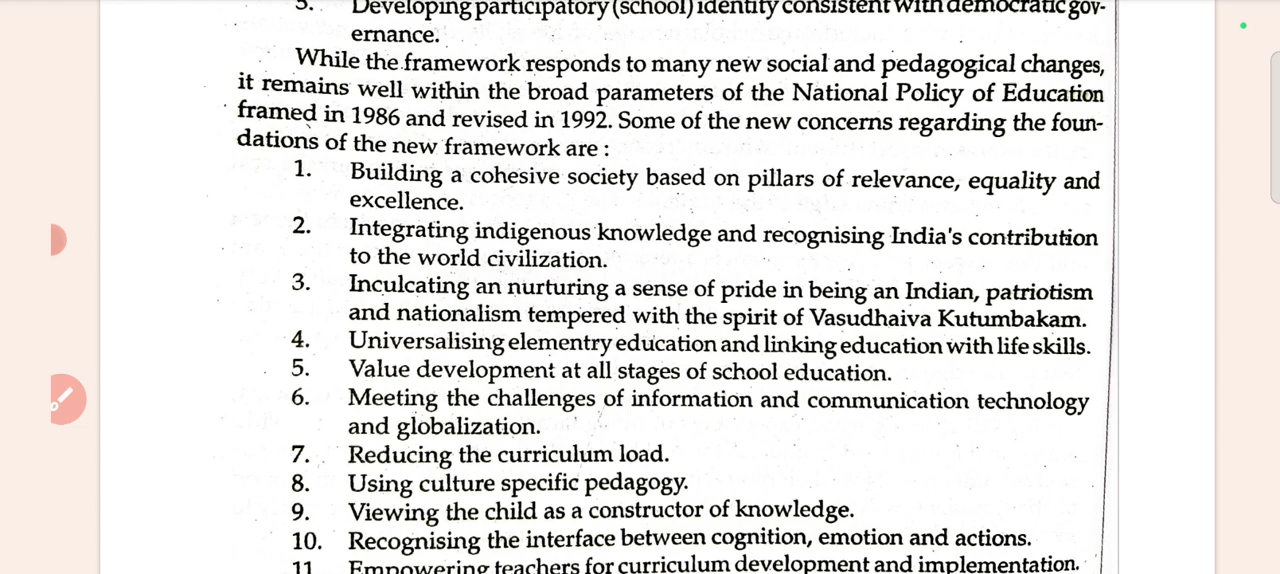 5. Developing participatory (school) identity consistent with democratic gov-
ernance.
While the framework responds to many new social and pedagogical changes,
it remains well within the broad parameters of the National Policy of Education
framed in 1986 and revised in 1992. Some of the new concerns regarding the foun-
dations of the new framework are :
1. Building a cohesive society based on pillars of relevance, equality and
excellence.
2. Integrating indigenous knowledge and recognising India's contribution
to the world civilization.
3. Inculcating an nurturing a sense of pride in being an Indian, patriotism
and nationalism tempered with the spirit of Vasudhaiva Kutumbakam.
4. Universalising elementry education and linking education with life skills.
5. Value development at all stages of school education.
6. Meeting the challenges of information and communication technology
and globalization.
7. Reducing the curriculum load.
8. Using culture specific pedagogy.
9. Viewing the child as a constructor of knowledge.
10. Recognising the interface between cognition, emotion and actions.
11. Empowering teachers for curriculum development and implementation.